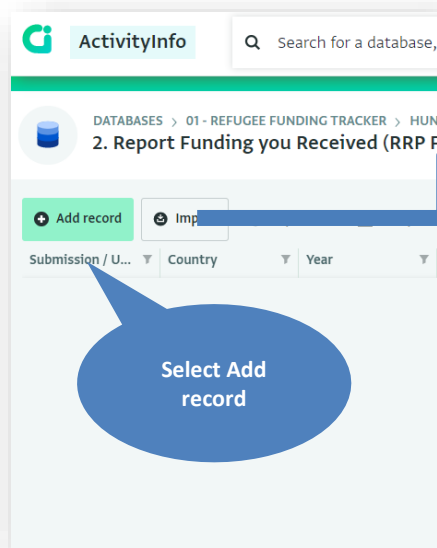 ActivityInfo
Search for a database,
DATABASES > 01 - REFUGEE FUNDING TRACKER > HUN
2. Report Funding you Received (RRP P
Add record
Imp
Submission / U...
Country
Year
Select Add
record